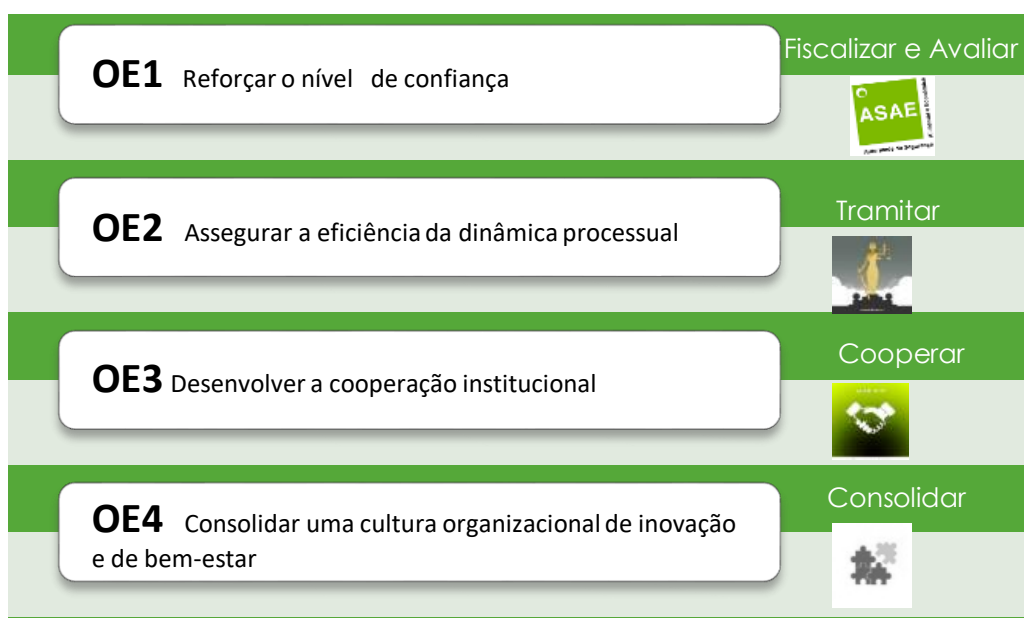 OE1 Reforçar o nível de confiança
Fiscalizar e Avaliar
ASAE
OE2 Assegurar a eficiência da dinâmica processual
Tramitar
OE3 Desenvolver a cooperação institucional
Cooperar
OE4 Consolidar uma cultura organizacional de inovação
e de bem-estar
Consolidar